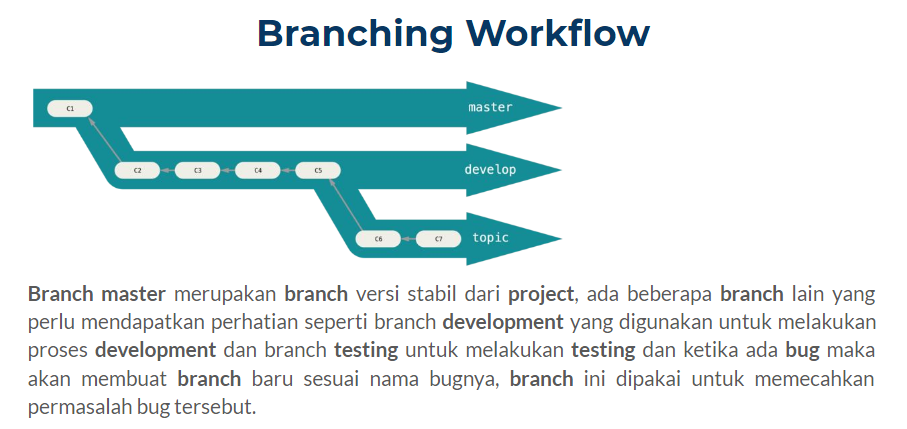 Branching Workflow
C1
master
C2 C3 C4 C5
develop
C6 C7
topic
Branch master merupakan branch versi stabil dari project, ada beberapa branch lain yang
perlu mendapatkan perhatian seperti branch development yang digunakan untuk melakukan
proses development dan branch testing untuk melakukan testing dan ketika ada bug maka
akan membuat branch baru sesuai nama bugnya, branch ini dipakai untuk memecahkan
permasalah bug tersebut.